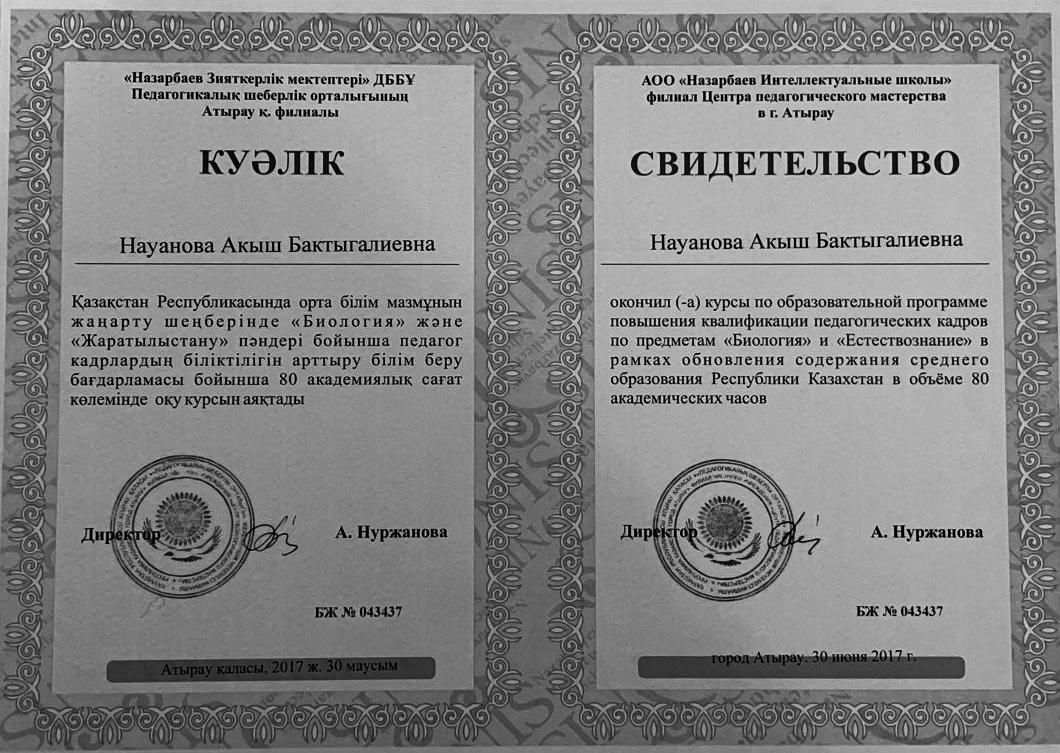 «Назарбаев Зияткерлік мектептері» ДББҰ
Педагогикалық шеберлік орталығының
Атырау қ. филиалы
КУӘЛІК
Науанова Акыш Бактыгалиевна
Қазақстан Республикасында орта білім мазмұнын
жаңарту шеңберінде «Биология» және
«Жаратылыстану» пәндері бойынша педагог
кадрлардың біліктілігін арттыру білім беру
бағдарламасы бойынша 80 академиялық сағат
көлемінде оқу курсын аяқтады
Директор
А. Нуржанова
БЖ № 043437
Атырау қаласы, 2017 ж. 30 маусым
АОО «Назарбаев Интеллектуальные школы»
филиал Центра педагогического мастерства
в г. Атырау
СВИДЕТЕЛЬСТВО
Науанова Акыш Бактыгалиевна
окончил (-а) курсы по образовательной программе
повышения квалификации педагогических кадров
по предметам «Биология» и «Естествознание» в
рамках обновления содержания среднего
образования Республики Казахстан в объёме 80
академических часов
Директор
А. Нуржанова
БЖ № 043437
город Атырау. 30 июня 2017 г.